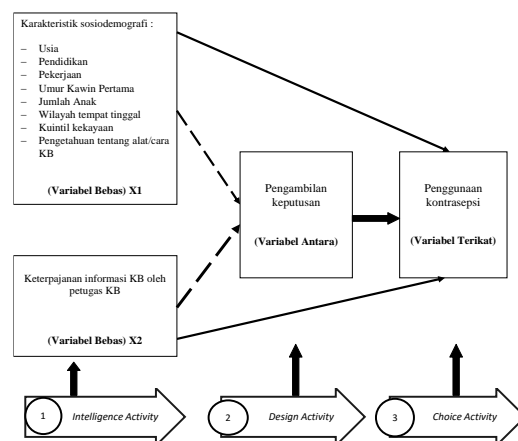 Karakteristik sosiodemografi :
– Usia
– Pendidikan
– Pekerjaan
– Umur Kawin Pertama
– Jumlah Anak
– Wilayah tempat tinggal
– Kuintil kekayaan
– Pengetahuan tentang alat/cara
KB
(Variabel Bebas) X1
Pengambilan
keputusan
(Variabel Antara)
Penggunaan
kontrasepsi
(Variabel Terikat)
Keterpajanan informasi KB oleh
petugas KB
(Variabel Bebas) X2
1 Intelligence Activity
2 Design Activity
3 Choice Activity